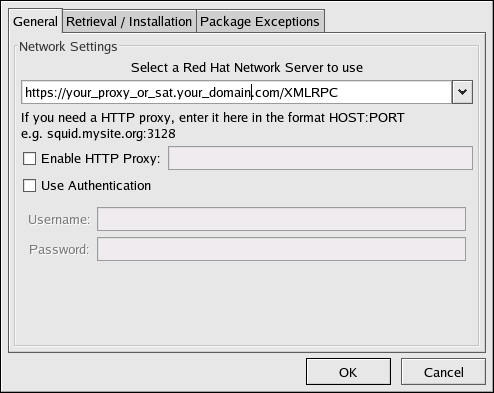 General Retrieval / Installation Package Exceptions
Network Settings
Select a Red Hat Network Server to use
https://your_proxy_or_sat.your_domain.com/XMLRPC
If you need a HTTP proxy, enter it here in the format HOST:PORT
e.g. squid.mysite.org:3128
Enable HTTP Proxy:
Use Authentication
Username:
Password:
OK Cancel